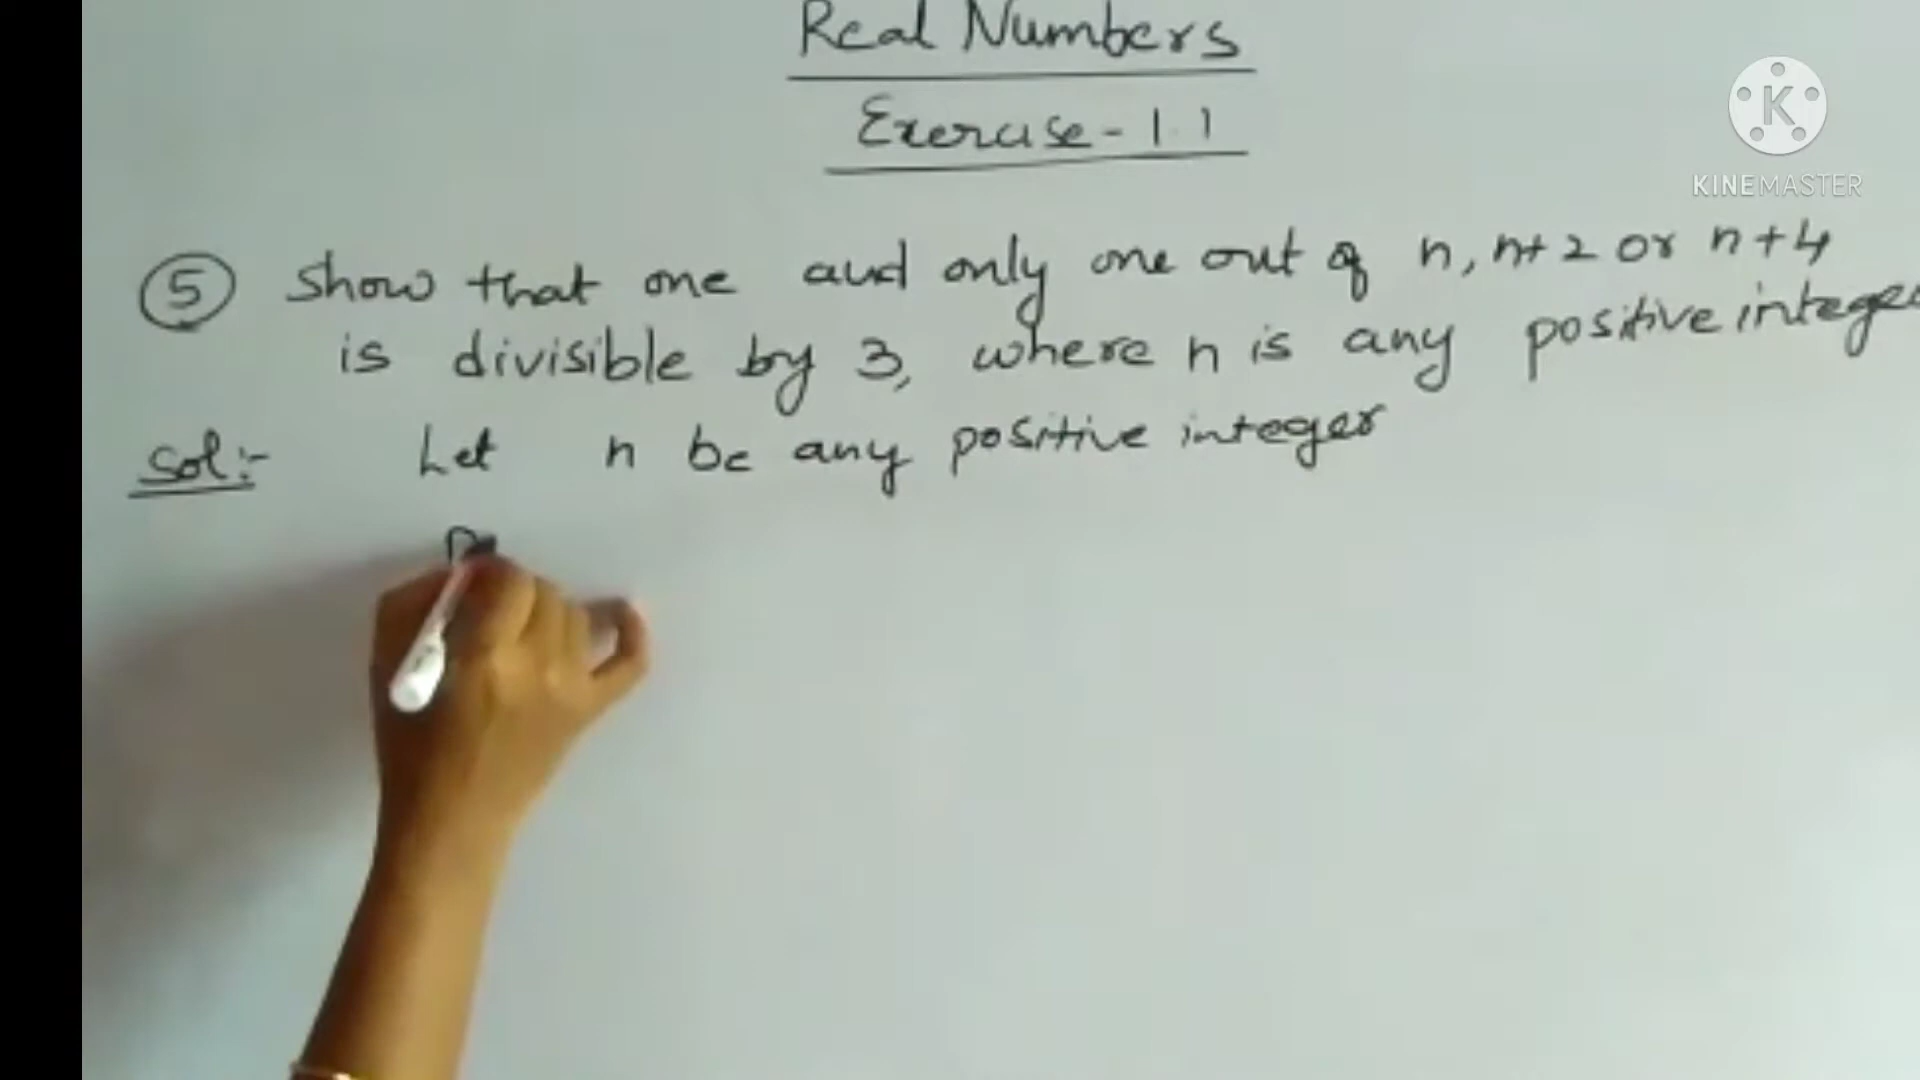 Real Numbers
Exercise - 1.1
KINEMASTER
5 Show that one and only one out of n, n+2 or n+4
is divisible by 3, where n is any positive integer
Sol:- Let n be any positive integer